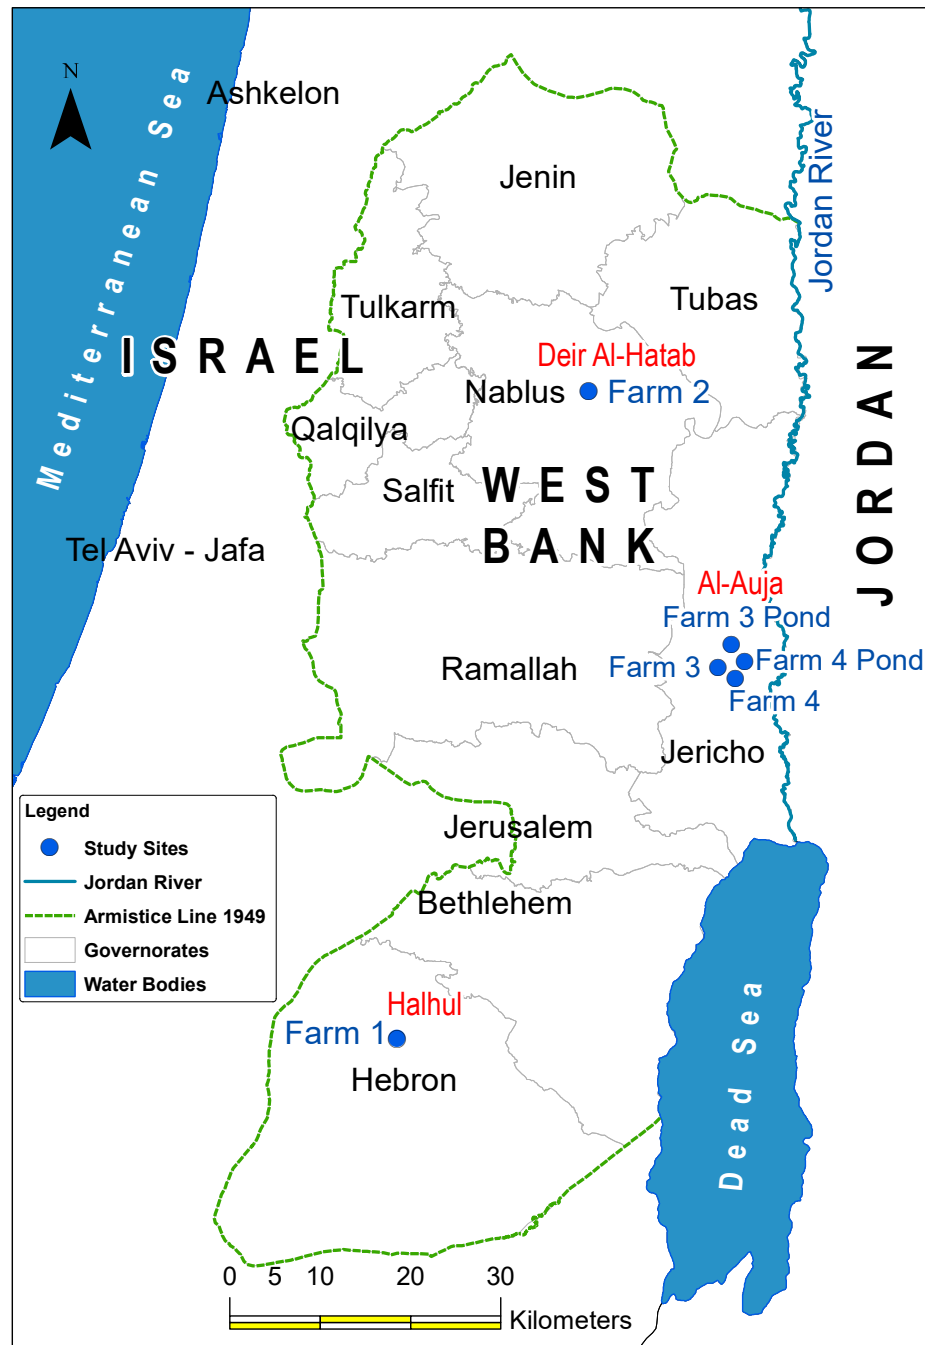 N
Ashkelon
Mediterranean Sea
Jenin
Jordan River
Tulkarm
Tubas
ISRAEL
Deir Al-Hatab
Nablus
Farm 2
JORDAN
Qalqilya
Salfit
WEST
BANK
Tel Aviv - Jafa
Al-Auja
Farm 3 Pond
Farm 3
Farm 4 Pond
Farm 4
Ramallah
Jericho
Jerusalem
Bethlehem
Legend
Study Sites
Jordan River
Armistice Line 1949
Governorates
Water Bodies
Halhul
Farm 1
Hebron
Dead Sea
0 5 10 20 30
Kilometers